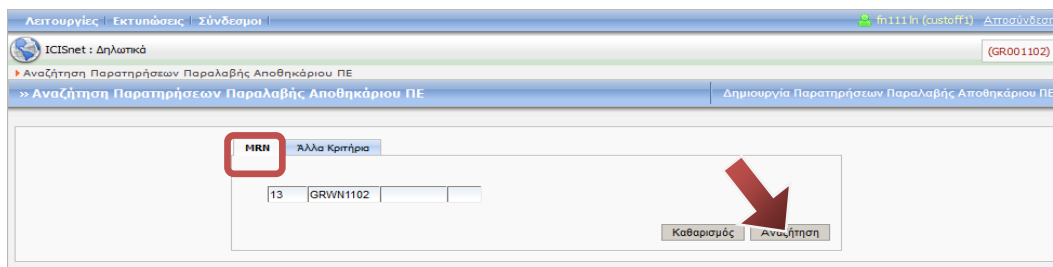 Λειτουργίες | Εκτυπώσεις | Σύνδεσμοι | fn111 ln (custoff1) Αποσύνδεση
ICISnet : Δηλωτικά (GR001102)
Αναζήτηση Παρατηρήσεων Παραλαβής Αποθηκάριου ΠΕ
» Αναζήτηση Παρατηρήσεων Παραλαβής Αποθηκάριου ΠΕ Δημιουργία Παρατηρήσεων Παραλαβής Αποθηκάριου ΠΕ
MRN Άλλα Κριτήρια
13 GRWN1102
Καθαρισμός Αναζήτηση